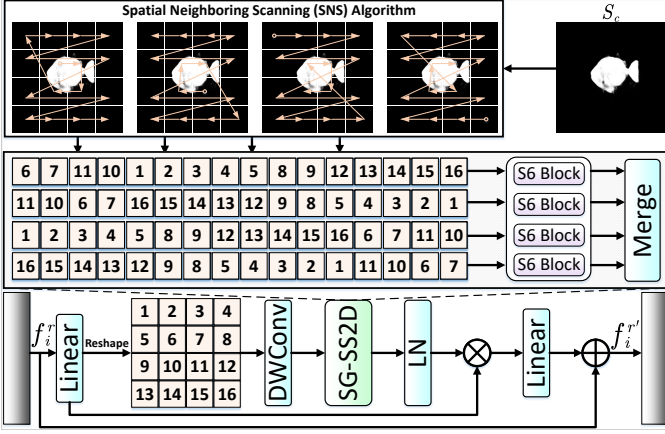 Spatial Neighboring Scanning (SNS) Algorithm
S_c
6 7 11 10 1 2 3 4 5 8 9 12 13 14 15 16
S6 Block
11 10 6 7 16 15 14 13 12 9 8 5 4 3 2 1
S6 Block
1 2 3 4 5 8 9 12 13 14 15 16 6 7 11 10
S6 Block
16 15 14 13 12 9 8 5 4 3 2 1 11 10 6 7
S6 Block
Merge
f_i^r
Linear
Reshape
1 2 3 4
5 6 7 8
9 10 11 12
13 14 15 16
DWConv
SG-SS2D
LN
Linear
f_i^{r'}